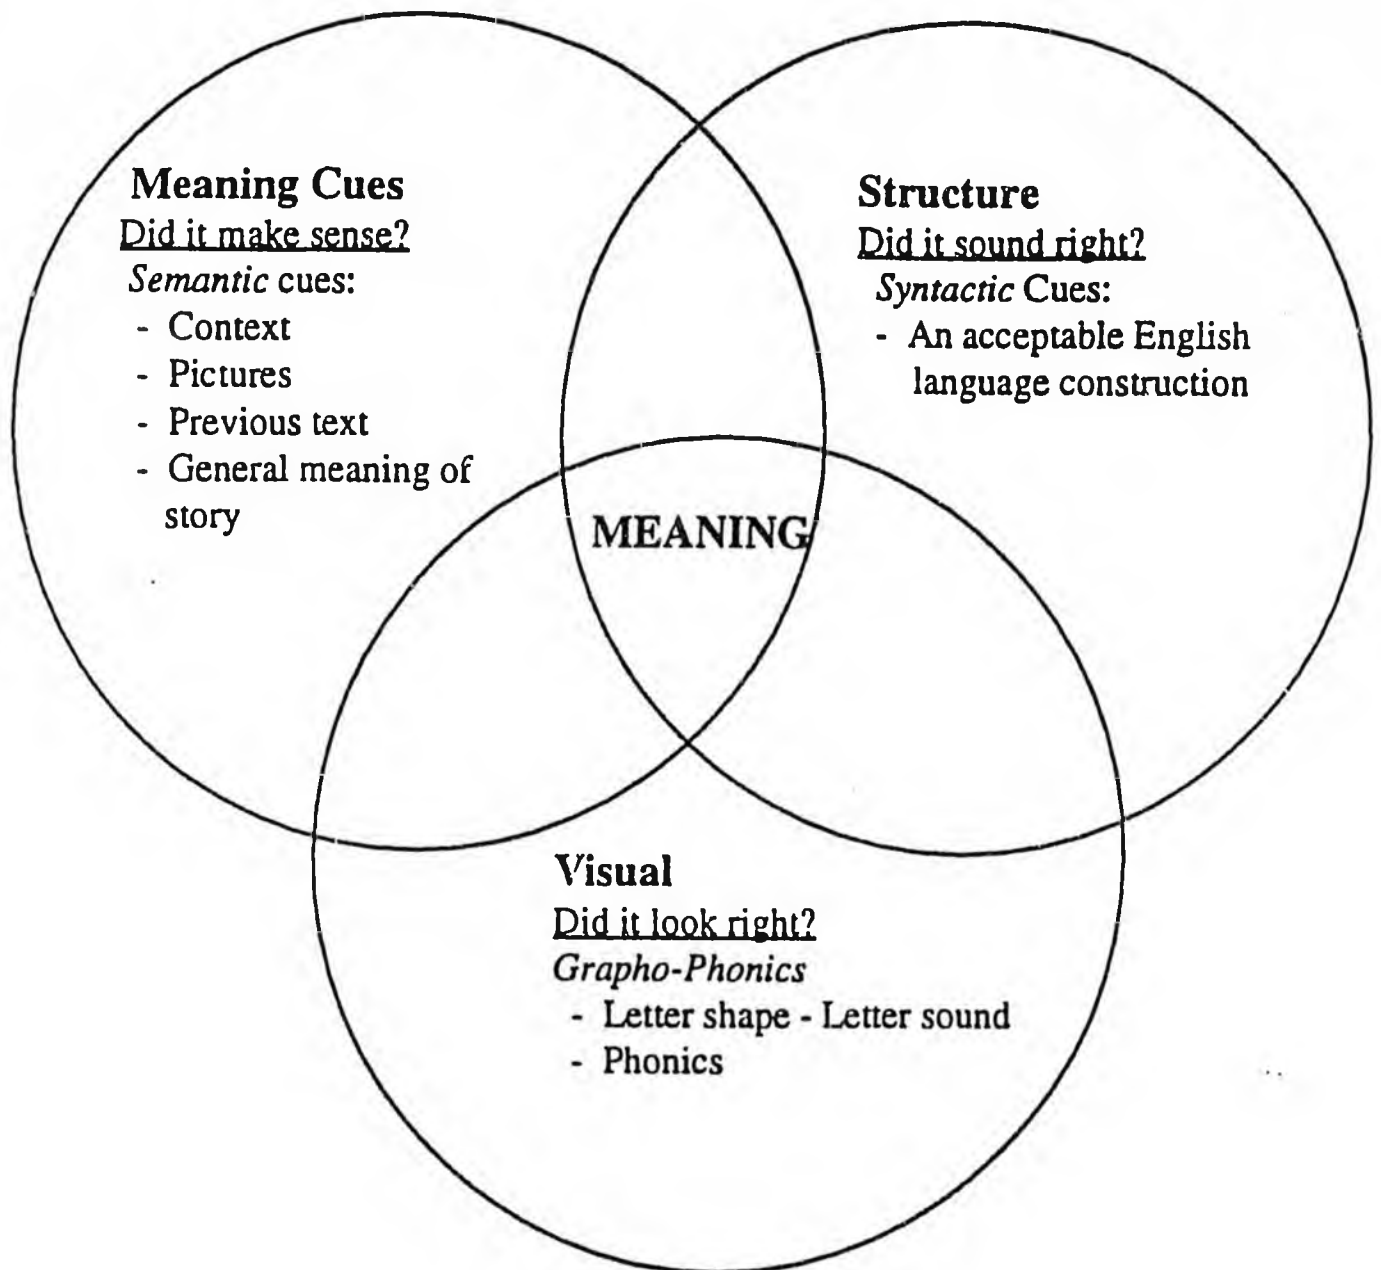 Meaning Cues
Did it make sense?
Semantic cues:
- Context
- Pictures
- Previous text
- General meaning of
story
Structure
Did it sound right?
Syntactic Cues:
- An acceptable English
language construction
MEANING
Visual
Did it look right?
Grapho-Phonics
- Letter shape - Letter sound
- Phonics